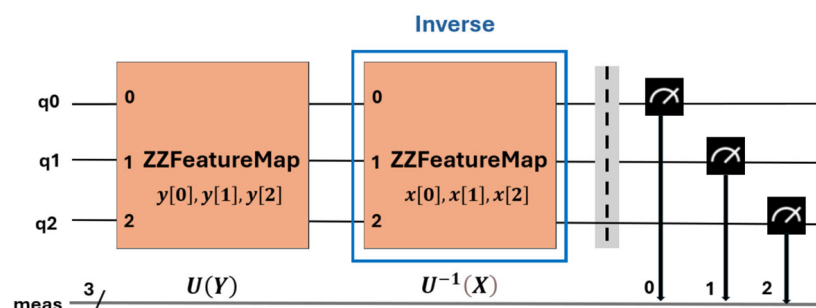 Inverse
q0 0 0
q1 1 ZZFeatureMap 1 ZZFeatureMap
y[0], y[1], y[2] x[0], x[1], x[2]
q2 2 2
3 U(Y) U⁻¹(X) 0 1 2
meas